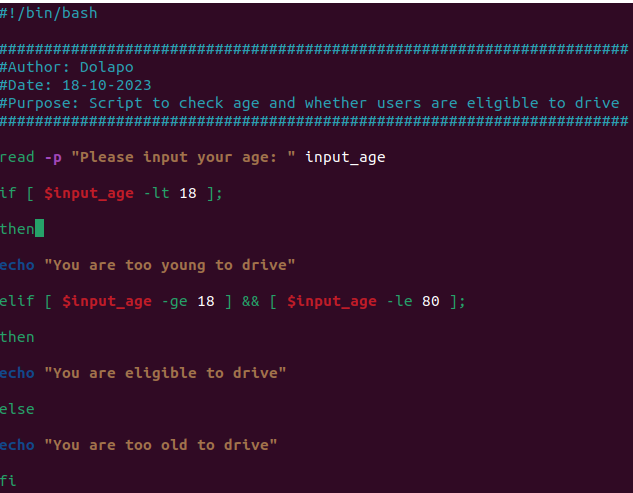 #!/bin/bash
######################################################################
#Author: Dolapo
#Date: 18-10-2023
#Purpose: Script to check age and whether users are eligible to drive
######################################################################
read -p "Please input your age: " input_age
if [ $input_age -lt 18 ];
then
echo "You are too young to drive"
elif [ $input_age -ge 18 ] && [ $input_age -le 80 ];
then
echo "You are eligible to drive"
else
echo "You are too old to drive"
fi